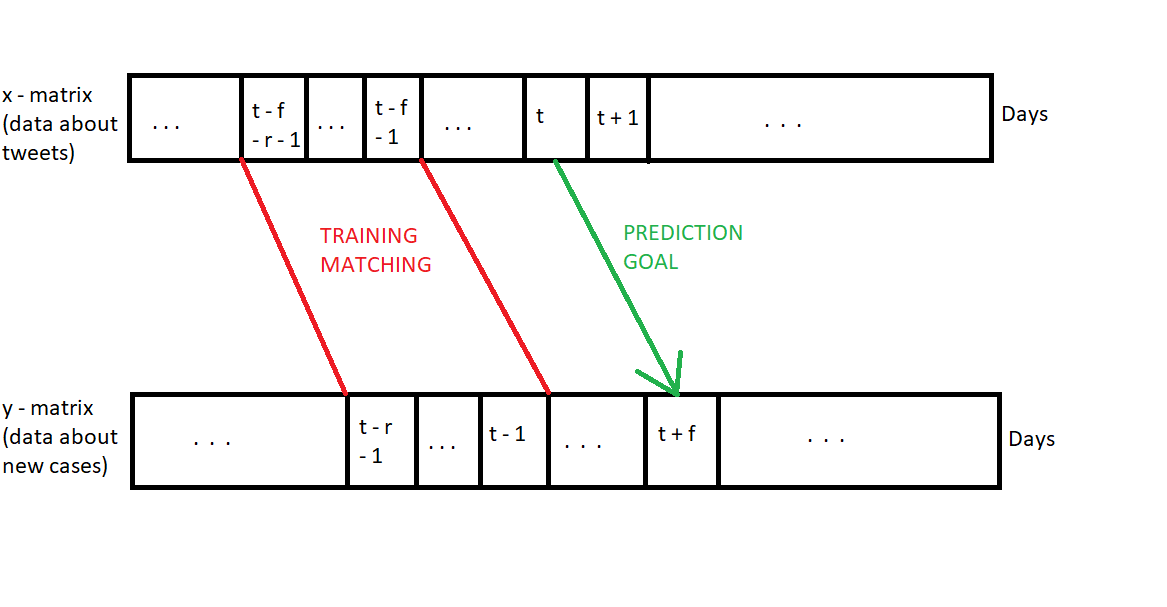 x - matrix
(data about
tweets)
. . .
t - f
- r - 1
. . .
t - f
- 1
. . .
t
t + 1
. . .
Days
TRAINING
MATCHING
PREDICTION
GOAL
y - matrix
(data about
new cases)
. . .
t - r
- 1
. . .
t - 1
. . .
t + f
. . .
Days